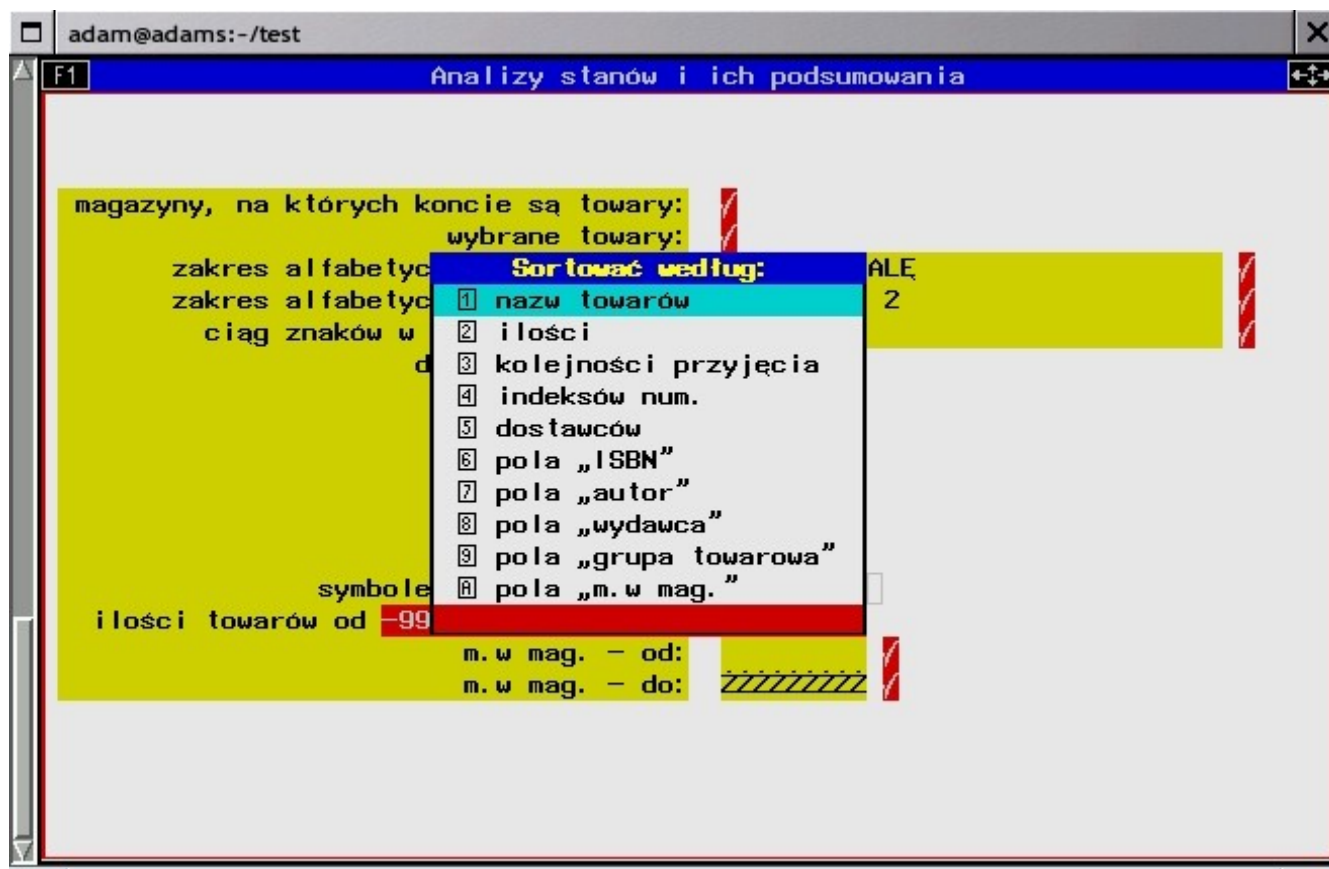 adam@adams:-/test
F1 Analizy stanów i ich podsumowania
magazyny, na których koncie są towary:
wybrane towary:
zakres alfabetyc ALĘ
zakres alfabetyc 2
ciąg znaków w
d
Sortować według:
1 nazw towarów
2 ilości
3 kolejności przyjęcia
4 indeksów num.
5 dostawców
6 pola „ISBN”
7 pola „autor”
8 pola „wydawca”
9 pola „grupa towarowa”
A pola „m.w mag.”
symbole
ilości towarów od -99
m.w mag. - od:
m.w mag. - do: ŻŻŻŻŻŻŻŻŻ